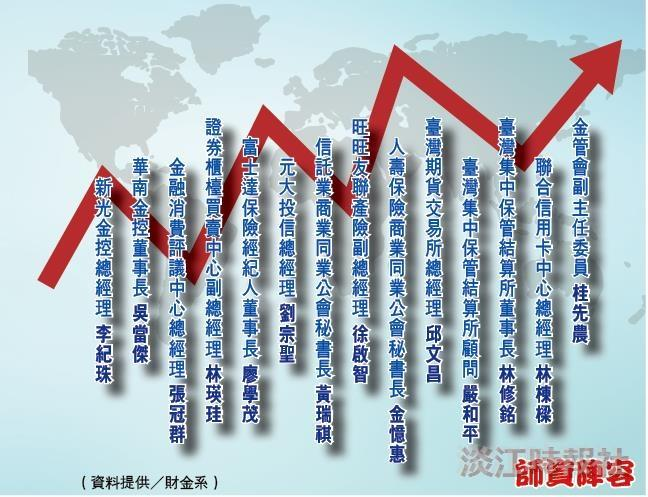 金管會副主任委員 桂先農
聯合信用卡中心總經理 林棟樑
臺灣集中保管結算所董事長 林修銘
臺灣集中保管結算所顧問 嚴和平
臺灣期貨交易所總經理 邱文昌
人壽保險商業同業公會秘書長 金憶惠
旺旺友聯產險副總經理 徐啟智
信託業商業同業公會秘書長 黃瑞祺
元大投信總經理 劉宗聖
富士達保險經紀人董事長 廖學茂
證券櫃檯買賣中心副總經理 林瑛珪
金融消費評議中心總經理 張冠群
華南金控董事長 吳當傑
新光金控總經理 李紀珠
淡江時報社
師資陣容
（資料提供／財金系）